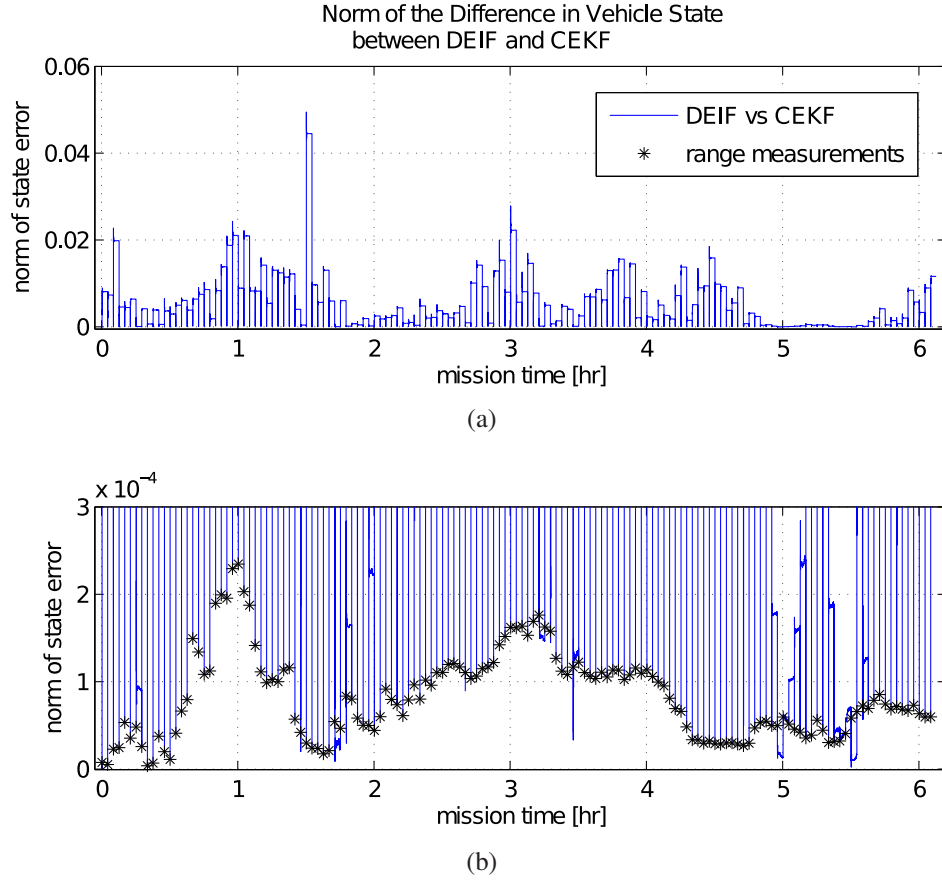 Norm of the Difference in Vehicle State
between DEIF and CEKF
0.06
0.04
0.02
0
norm of state error
DEIF vs CEKF
range measurements
0 1 2 3 4 5 6
mission time [hr]
(a)
x 10⁻⁴
3
2
1
0
norm of state error
0 1 2 3 4 5 6
mission time [hr]
(b)